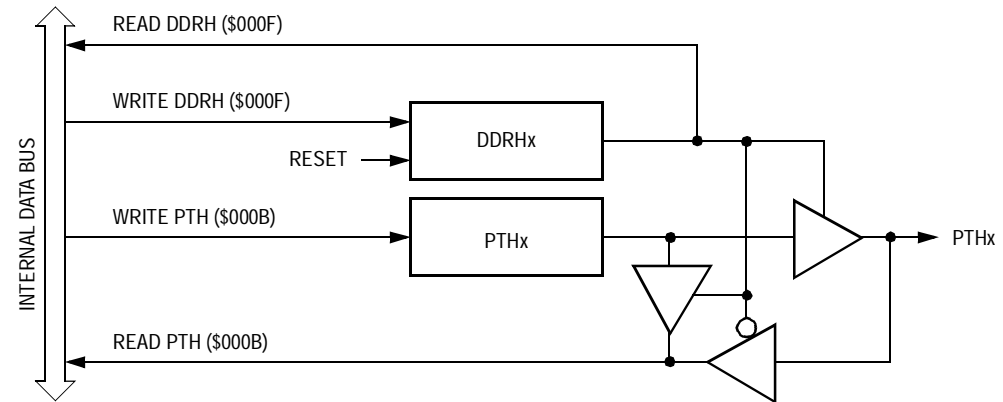 READ DDRH ($000F)
WRITE DDRH ($000F)
DDRHx
RESET
INTERNAL DATA BUS
WRITE PTH ($000B)
PTHx
PTHx
READ PTH ($000B)